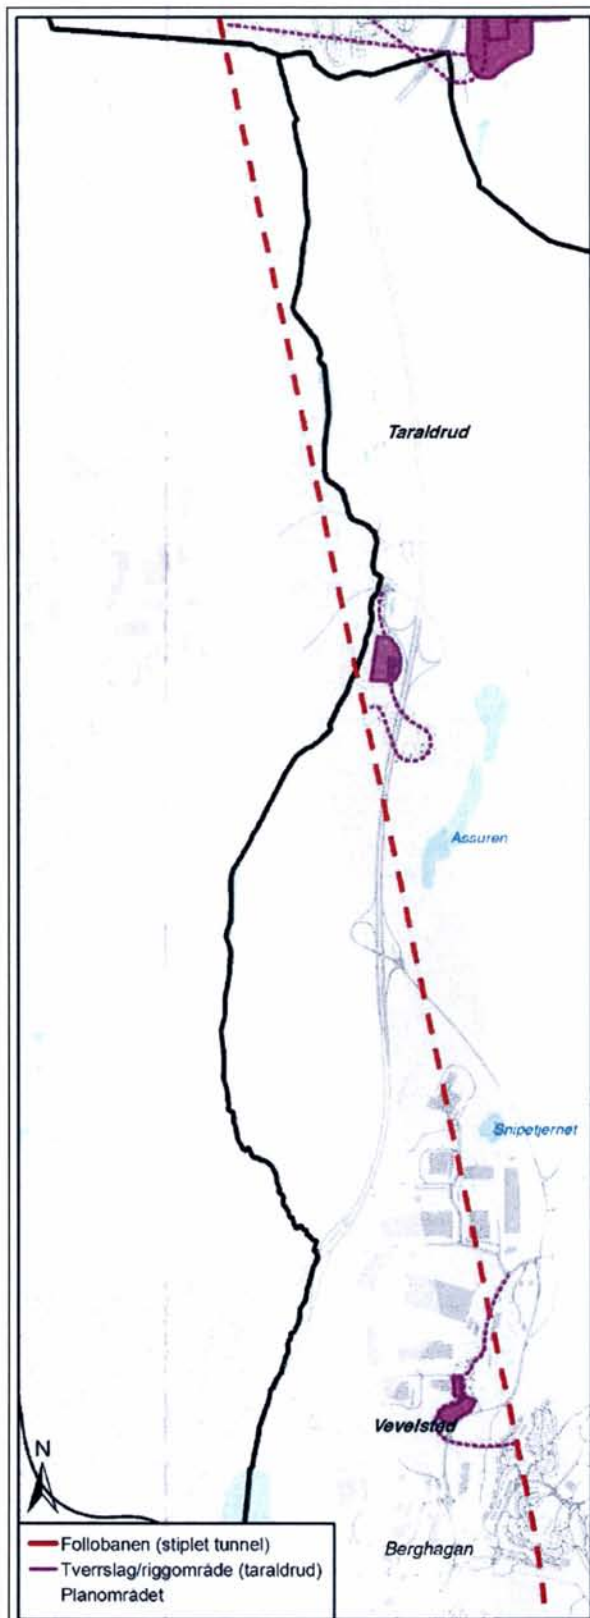 Taraldrud
Assuren
Snipetjernet
Vevelstad
Berghagan
N
Follobanen (stiplet tunnel)
Tverrslag/riggområde (taraldrud)
Planområdet